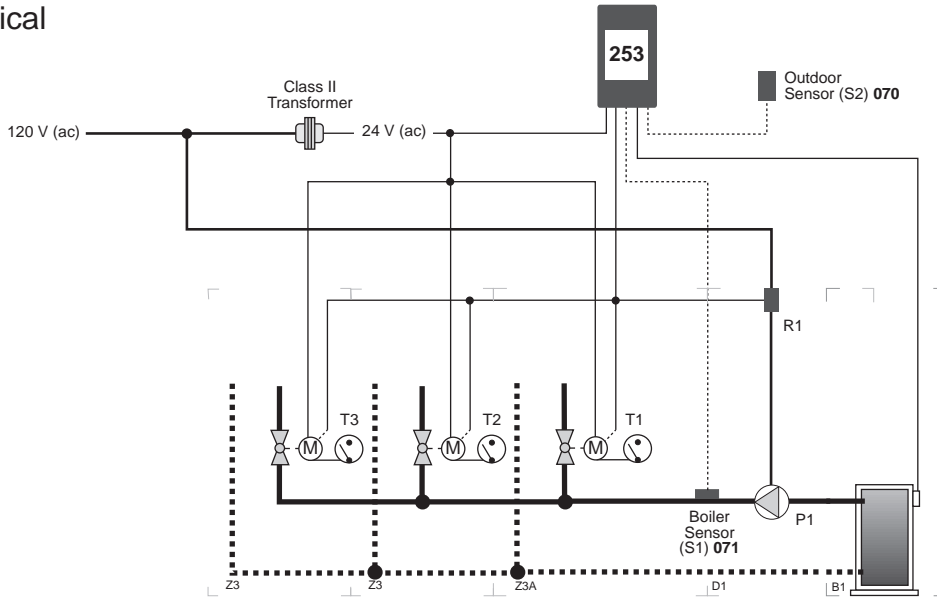 ical
253
Outdoor
Sensor (S2) 070
Class II
Transformer
120 V (ac)
24 V (ac)
R1
T3
T2
T1
M
M
M
P1
Boiler
Sensor
(S1) 071
Z3
Z3
Z3A
D1
B1